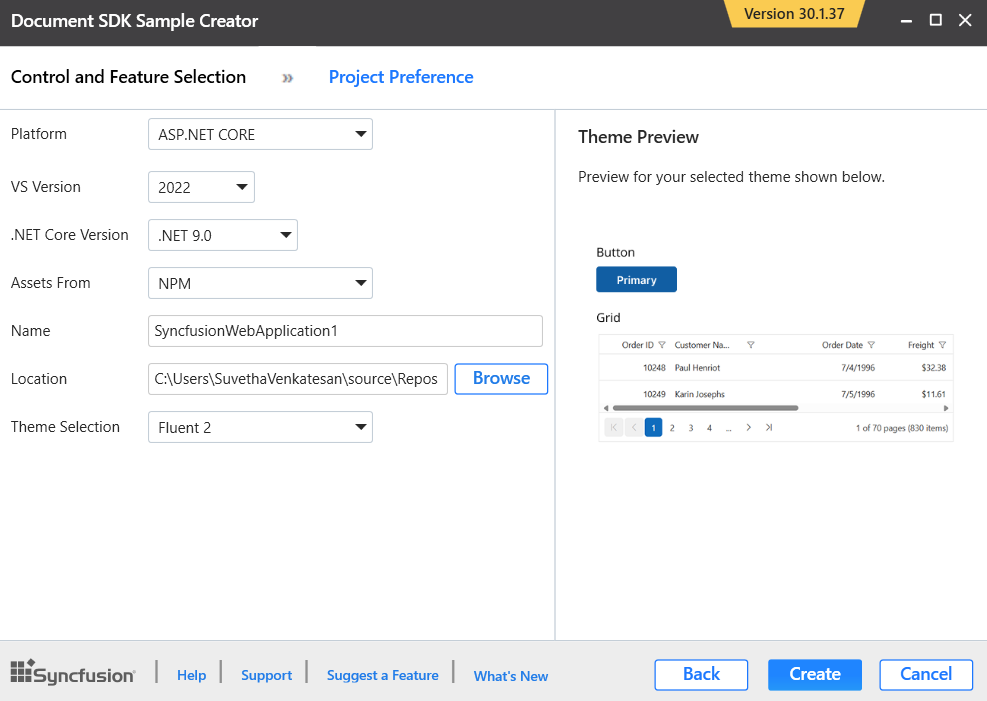 Document SDK Sample Creator
Version 30.1.37
Control and Feature Selection » Project Preference
Platform ASP.NET CORE
VS Version 2022
.NET Core Version .NET 9.0
Assets From NPM
Name SyncfusionWebApplication1
Location C:\Users\SuvethaVenkatesan\source\Repos Browse
Theme Selection Fluent 2
Theme Preview
Preview for your selected theme shown below.
Button
Primary
Grid
Order ID Customer Na... Order Date Freight
10248 Paul Henriot 7/4/1996 $32.38
10249 Karin Josephs 7/5/1996 $11.61
1 2 3 4 ... 1 of 70 pages (830 items)
Syncfusion Help Support Suggest a Feature What's New Back Create Cancel